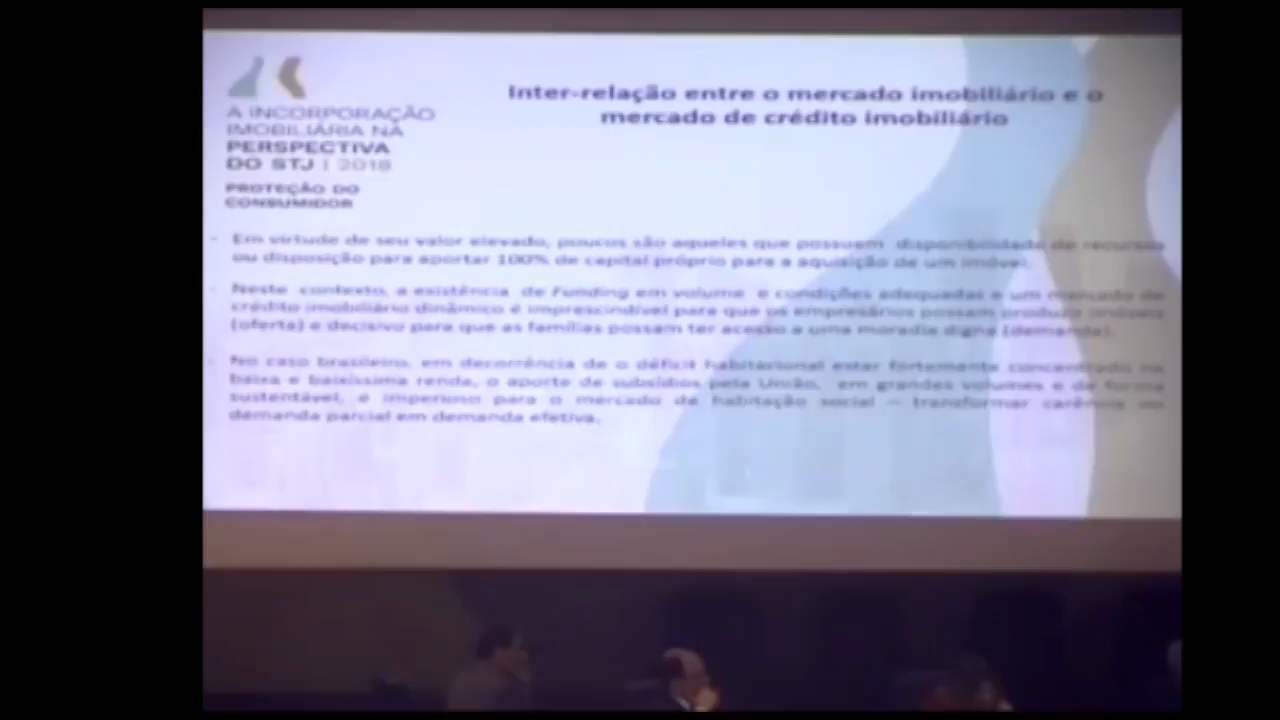 A INCORPORAÇÃO
IMOBILIÁRIA NA
PERSPECTIVA
DO STJ | 2018
PROTEÇÃO DO
CONSUMIDOR
Inter-relação entre o mercado imobiliário e o
mercado de crédito imobiliário
- Em virtude de seu valor elevado, poucos são aqueles que possuem disponibilidade de recursos
ou disposição para aportar 100% de capital próprio para a aquisição de um imóvel.
- Neste contexto, a existência de Funding em volume e condições adequadas e um mercado de
crédito imobiliário dinâmico é imprescindível para que os empresários possam produzir imóveis
(oferta) e decisivo para que as famílias possam ter acesso a uma moradia digna (demanda).
- No caso brasileiro, em decorrência de o déficit habitacional estar fortemente concentrado na
baixa e baixíssima renda, o aporte de subsídios pela União, em grandes volumes e de forma
sustentável, é imperioso para o mercado de habitação social – transformar carência ou
demanda parcial em demanda efetiva.